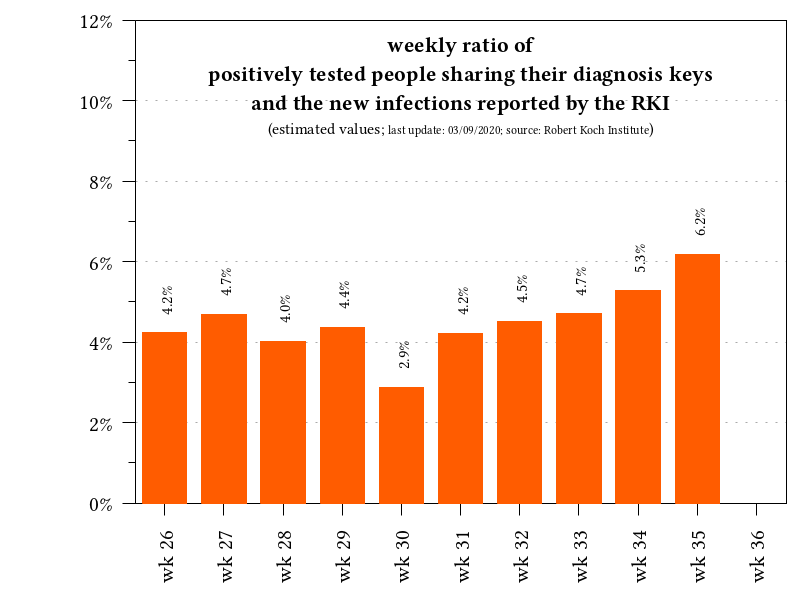 weekly ratio of
positively tested people sharing their diagnosis keys
and the new infections reported by the RKI
(estimated values; last update: 03/09/2020; source: Robert Koch Institute)
12%
10%
8%
6%
4%
2%
0%
4.2%
4.7%
4.0%
4.4%
2.9%
4.2%
4.5%
4.7%
5.3%
6.2%
wk 26
wk 27
wk 28
wk 29
wk 30
wk 31
wk 32
wk 33
wk 34
wk 35
wk 36